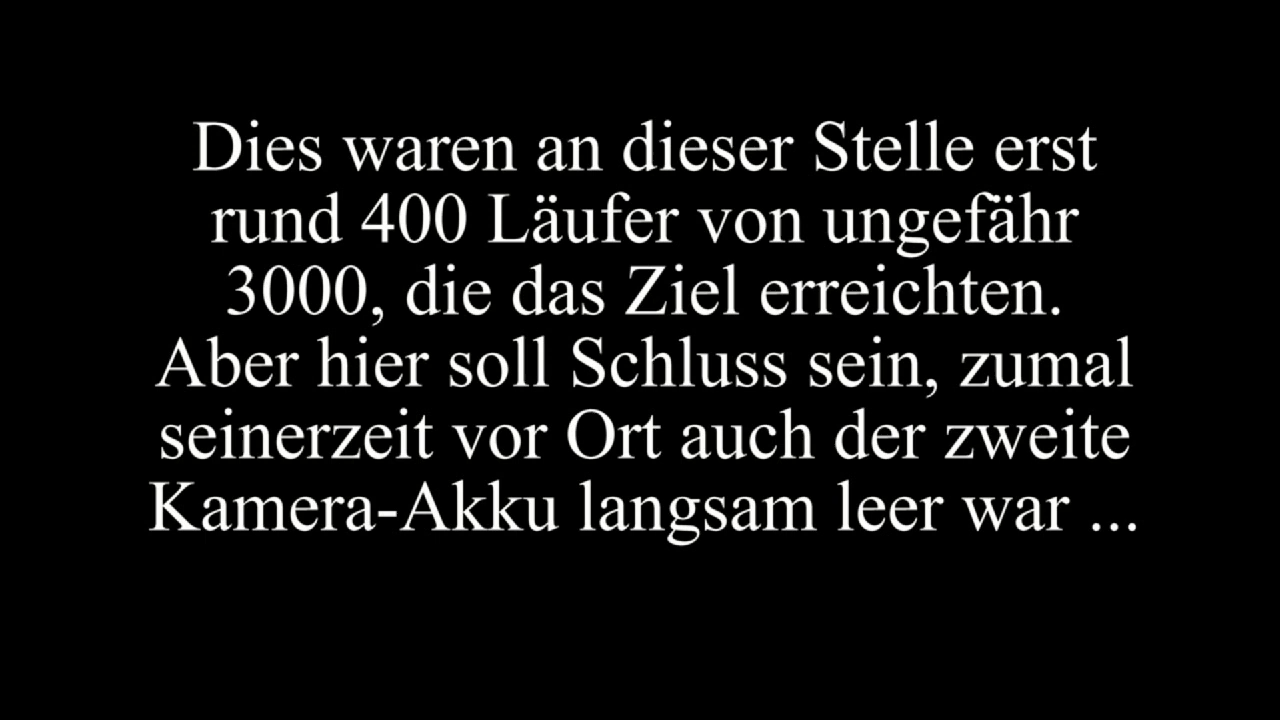 Dies waren an dieser Stelle erst
rund 400 Läufer von ungefähr
3000, die das Ziel erreichten.
Aber hier soll Schluss sein, zumal
seinerzeit vor Ort auch der zweite
Kamera-Akku langsam leer war ...